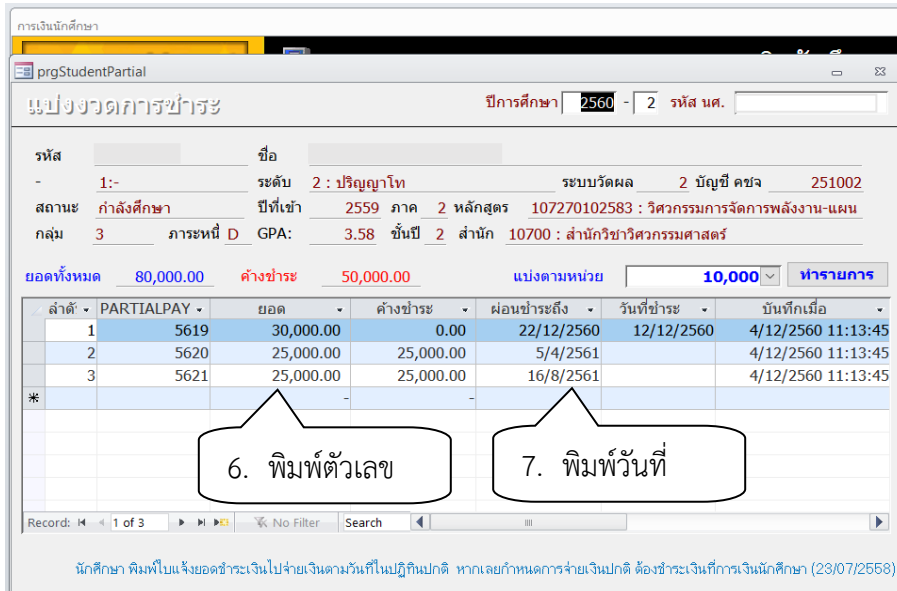 การเงินนักศึกษา
prgStudentPartial
แบ่งงวดการชำระ ปีการศึกษา 2560 - 2 รหัส นศ.
รหัส ชื่อ
- 1:- ระดับ 2 : ปริญญาโท ระบบวัดผล 2 บัญชี คชจ 251002
สถานะ กำลังศึกษา ปีที่เข้า 2559 ภาค 2 หลักสูตร 107270102583 : วิศวกรรมการจัดการพลังงาน-แผน
กลุ่ม 3 ภาระหนี้ D GPA: 3.58 ชั้นปี 2 สำนัก 10700 : สำนักวิชาวิศวกรรมศาสตร์
ยอดทั้งหมด 80,000.00 ค้างชำระ 50,000.00 แบ่งตามหน่วย 10,000 ทำรายการ
ลำดั PARTIALPAY ยอด ค้างชำระ ผ่อนชำระถึง วันที่ชำระ บันทึกเมื่อ
1 5619 30,000.00 0.00 22/12/2560 12/12/2560 4/12/2560 11:13:45
2 5620 25,000.00 25,000.00 5/4/2561 4/12/2560 11:13:45
3 5621 25,000.00 25,000.00 16/8/2561 4/12/2560 11:13:45
* - -
6. พิมพ์ตัวเลข
7. พิมพ์วันที่
Record: 1 of 3 No Filter Search
นักศึกษา พิมพ์ใบแจ้งยอดชำระเงินไปจ่ายเงินตามวันที่ในปฏิทินปกติ หากเลยกำหนดการจ่ายเงินปกติ ต้องชำระเงินที่การเงินนักศึกษา (23/07/2558)